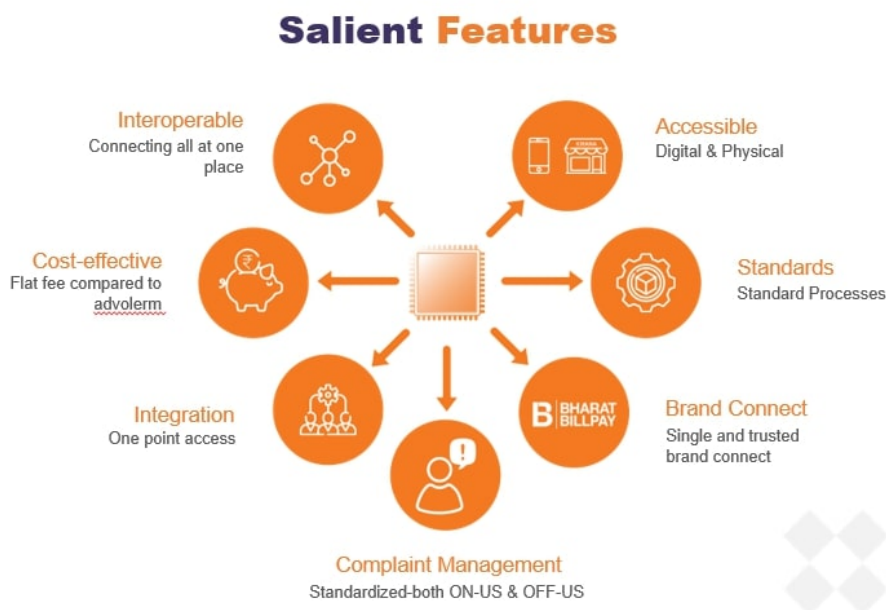 Salient Features
Interoperable
Connecting all at one
place
Accessible
Digital & Physical
Cost-effective
Flat fee compared to
advolerm
Standards
Standard Processes
Integration
One point access
B BHARAT
BILLPAY
Brand Connect
Single and trusted
brand connect
Complaint Management
Standardized-both ON-US & OFF-US